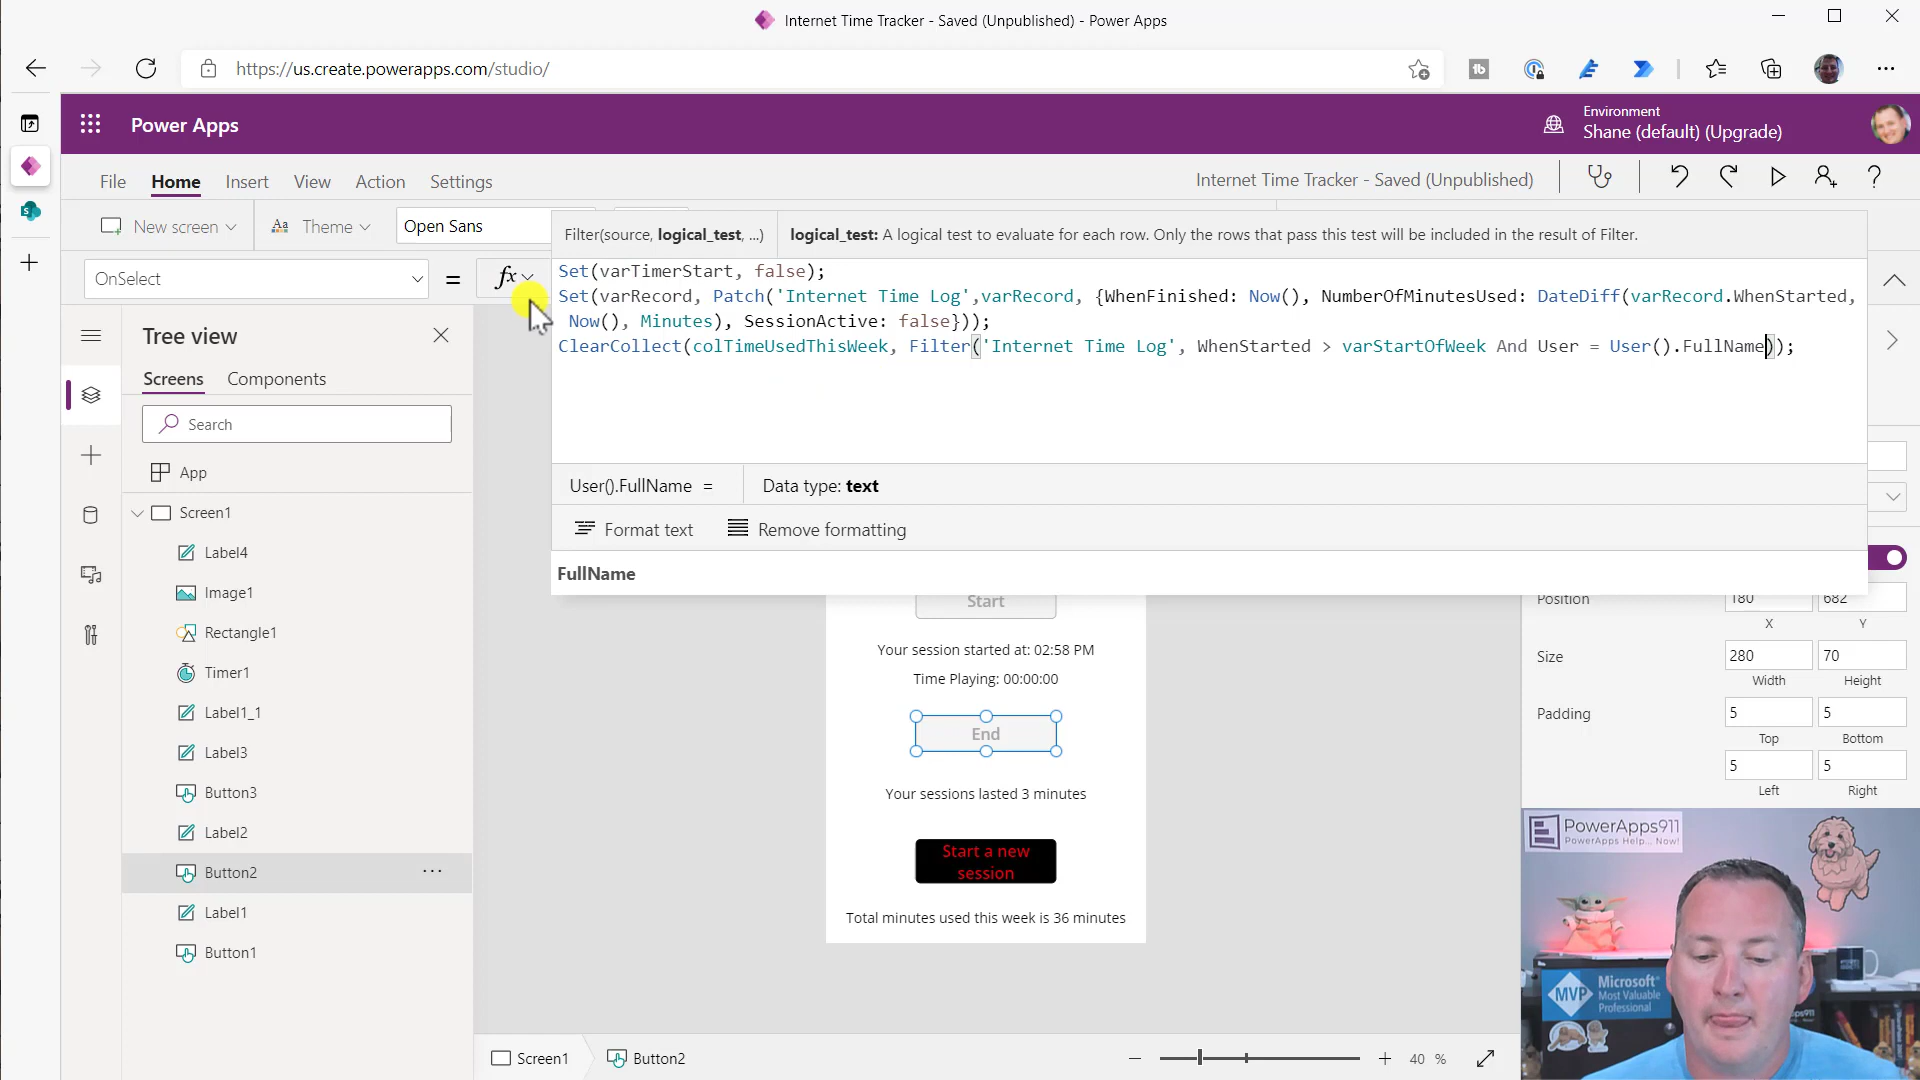 Internet Time Tracker - Saved (Unpublished) - Power Apps
https://us.create.powerapps.com/studio/
Power Apps
Environment
Shane (default) (Upgrade)
File Home Insert View Action Settings
Internet Time Tracker - Saved (Unpublished)
New screen
Theme
Open Sans
Filter(source, logical_test, ...)
logical_test: A logical test to evaluate for each row. Only the rows that pass this test will be included in the result of Filter.
OnSelect
=
fx
Set(varTimerStart, false);
Set(varRecord, Patch('Internet Time Log',varRecord, {WhenFinished: Now(), NumberOfMinutesUsed: DateDiff(varRecord.WhenStarted,
Now(), Minutes), SessionActive: false}));
ClearCollect(colTimeUsedThisWeek, Filter('Internet Time Log', WhenStarted > varStartOfWeek And User = User().FullName));
User().FullName =
Data type: text
Format text
Remove formatting
FullName
Tree view
Screens
Components
Search
App
Screen1
Label4
Image1
Rectangle1
Timer1
Label1_1
Label3
Button3
Label2
Button2
Label1
Button1
Start
Your session started at: 02:58 PM
Time Playing: 00:00:00
End
Your sessions lasted 3 minutes
Start a new
session
Total minutes used this week is 36 minutes
Position
180
682
X
Y
Size
280
70
Width
Height
Padding
5
5
Top
Bottom
5
5
Left
Right
PowerApps911
PowerApps Help... Now!
Microsoft
MVP
Most Valuable
Professional
Screen1
Button2
40 %